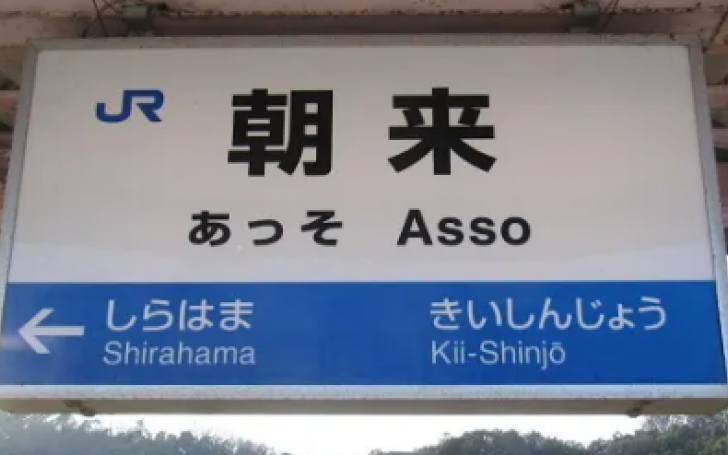 JR 朝来
あっそ Asso
← しらはま きいしんじょう
Shirahama Kii-Shinjō